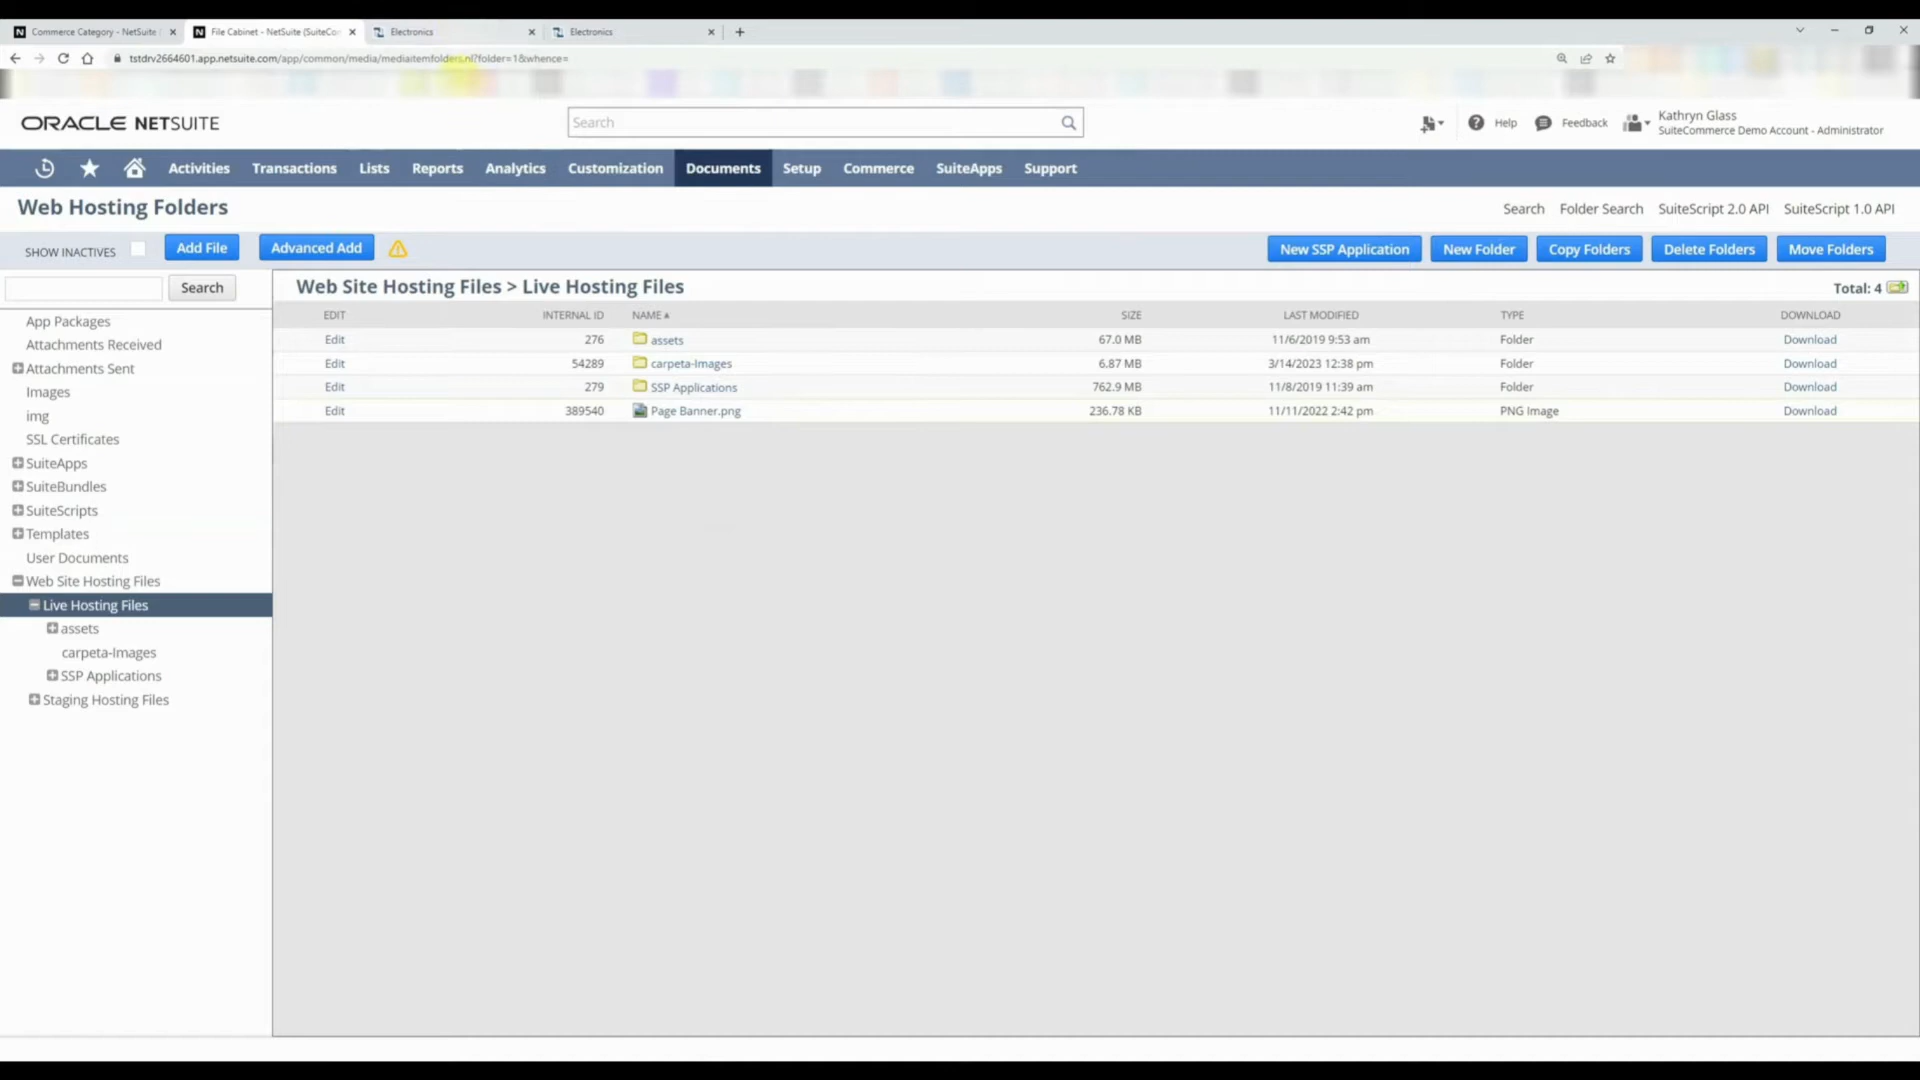 Commerce Category - NetSuite
File Cabinet - NetSuite (SuiteCo
Electronics
Electronics
tstdrv2664601.app.netsuite.com/app/common/media/mediaitemfolders.nl?folder=1&whence=
ORACLE NETSUITE
Search
Help
Feedback
Kathryn Glass
SuiteCommerce Demo Account - Administrator
Activities Transactions Lists Reports Analytics Customization Documents Setup Commerce SuiteApps Support
Web Hosting Folders
Search Folder Search SuiteScript 2.0 API SuiteScript 1.0 API
SHOW INACTIVES Add File Advanced Add New SSP Application New Folder Copy Folders Delete Folders Move Folders
Search
App Packages
Attachments Received
Attachments Sent
Images
img
SSL Certificates
SuiteApps
SuiteBundles
SuiteScripts
Templates
User Documents
Web Site Hosting Files
Live Hosting Files
assets
carpeta-Images
SSP Applications
Staging Hosting Files
Web Site Hosting Files > Live Hosting Files
Total: 4
EDIT INTERNAL ID NAME SIZE LAST MODIFIED TYPE DOWNLOAD
Edit 276 assets 67.0 MB 11/6/2019 9:53 am Folder Download
Edit 54289 carpeta-Images 6.87 MB 3/14/2023 12:38 pm Folder Download
Edit 279 SSP Applications 762.9 MB 11/8/2019 11:39 am Folder Download
Edit 389540 Page Banner.png 236.78 KB 11/11/2022 2:42 pm PNG Image Download